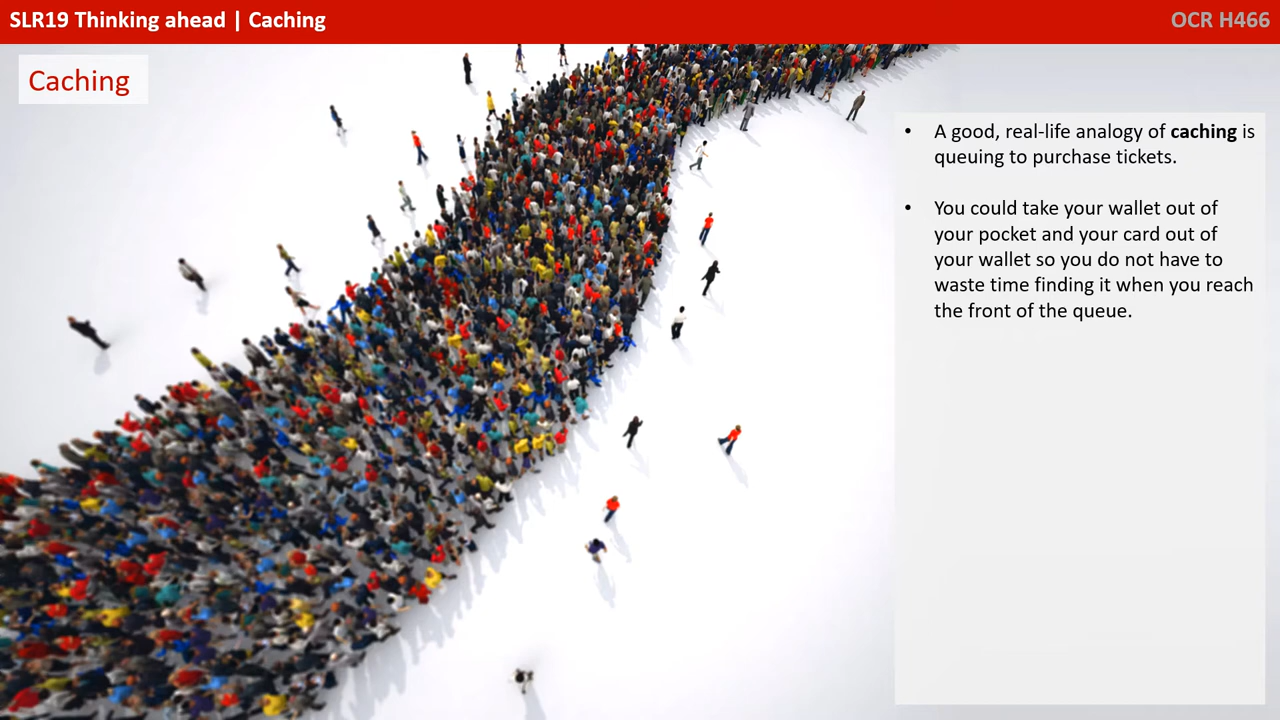 SLR19 Thinking ahead | Caching
OCR H466
Caching
• A good, real-life analogy of caching is
queuing to purchase tickets.
• You could take your wallet out of
your pocket and your card out of
your wallet so you do not have to
waste time finding it when you reach
the front of the queue.